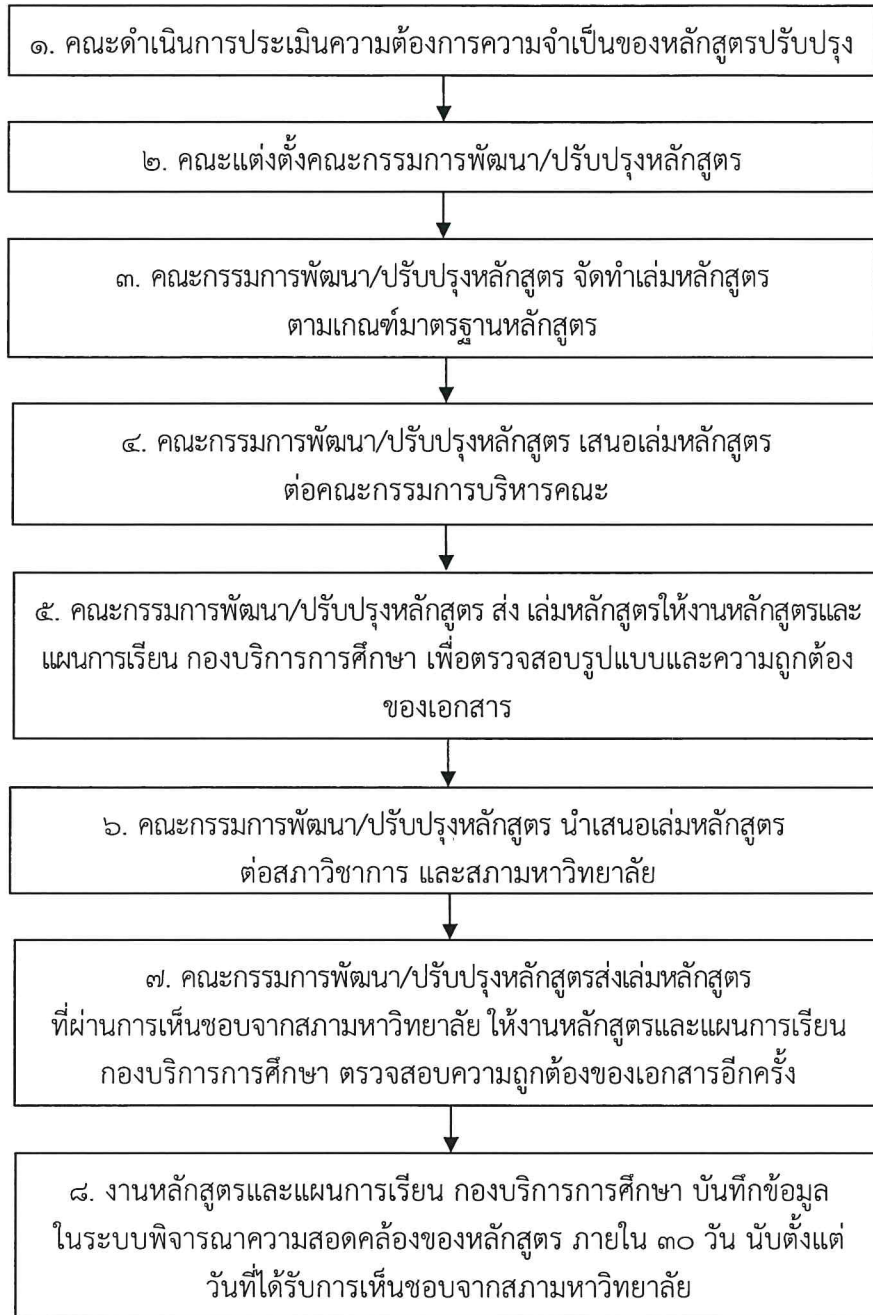 ๑. คณะดำเนินการประเมินความต้องการความจำเป็นของหลักสูตรปรับปรุง
๒. คณะแต่งตั้งคณะกรรมการพัฒนา/ปรับปรุงหลักสูตร
๓. คณะกรรมการพัฒนา/ปรับปรุงหลักสูตร จัดทำเล่มหลักสูตร
ตามเกณฑ์มาตรฐานหลักสูตร
๔. คณะกรรมการพัฒนา/ปรับปรุงหลักสูตร เสนอเล่มหลักสูตร
ต่อคณะกรรมการบริหารคณะ
๕. คณะกรรมการพัฒนา/ปรับปรุงหลักสูตร ส่ง เล่มหลักสูตรให้งานหลักสูตรและ
แผนการเรียน กองบริการการศึกษา เพื่อตรวจสอบรูปแบบและความถูกต้อง
ของเอกสาร
๖. คณะกรรมการพัฒนา/ปรับปรุงหลักสูตร นำเสนอเล่มหลักสูตร
ต่อสภาวิชาการ และสภามหาวิทยาลัย
๗. คณะกรรมการพัฒนา/ปรับปรุงหลักสูตรส่งเล่มหลักสูตร
ที่ผ่านการเห็นชอบจากสภามหาวิทยาลัย ให้งานหลักสูตรและแผนการเรียน
กองบริการการศึกษา ตรวจสอบความถูกต้องของเอกสารอีกครั้ง
๘. งานหลักสูตรและแผนการเรียน กองบริการการศึกษา บันทึกข้อมูล
ในระบบพิจารณาความสอดคล้องของหลักสูตร ภายใน ๓๐ วัน นับตั้งแต่
วันที่ได้รับการเห็นชอบจากสภามหาวิทยาลัย